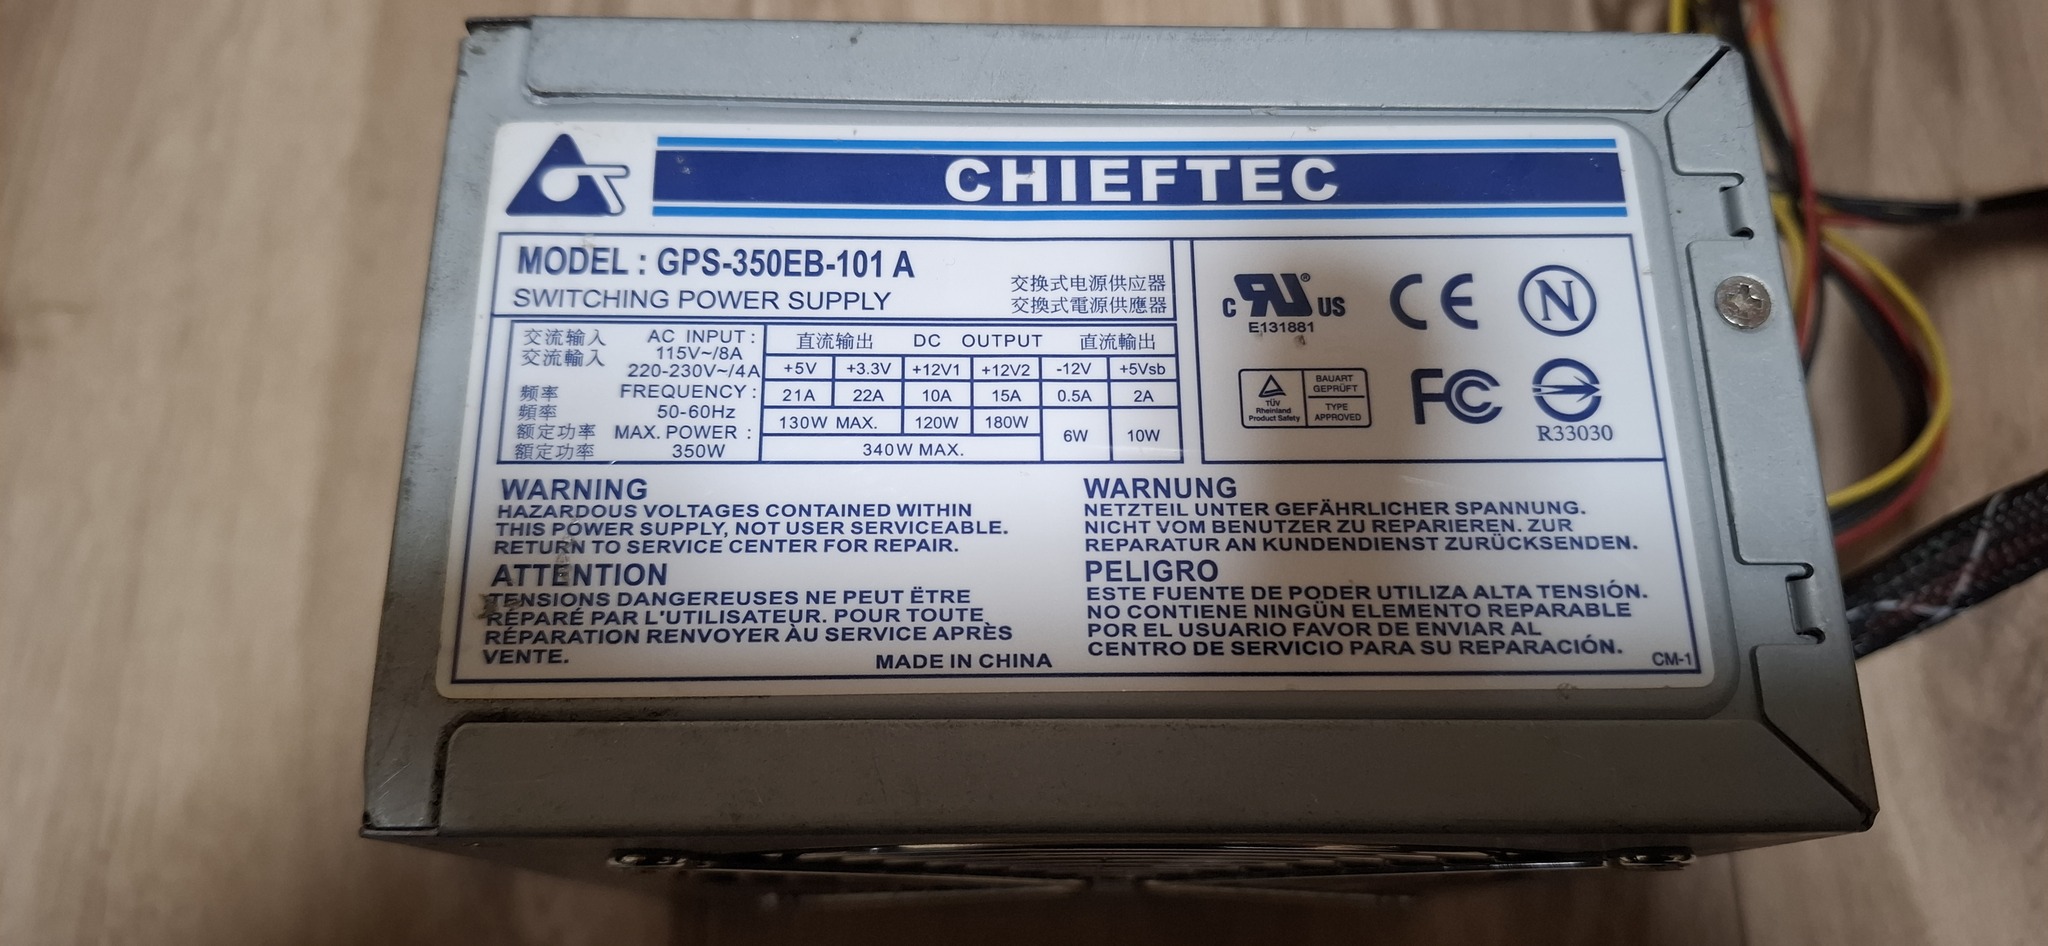 CHIEFTEC
MODEL : GPS-350EB-101 A
SWITCHING POWER SUPPLY
交换式电源供应器
交換式電源供應器
交流输入
交流輸入
AC INPUT :
115V~/8A
220-230V~/4A
频率
頻率
FREQUENCY :
50-60Hz
额定功率
額定功率
MAX. POWER :
350W
直流输出 DC OUTPUT 直流輸出
+5V +3.3V +12V1 +12V2 -12V +5Vsb
21A 22A 10A 15A 0.5A 2A
130W MAX. 120W 180W 6W 10W
340W MAX.
C RU ® US
E131881
CE
N
TÜV
Rheinland
Product Safety
BAUART
GEPRÜFT
TYPE
APPROVED
FC
R33030
WARNING
HAZARDOUS VOLTAGES CONTAINED WITHIN
THIS POWER SUPPLY, NOT USER SERVICEABLE.
RETURN TO SERVICE CENTER FOR REPAIR.
ATTENTION
TENSIONS DANGEREUSES NE PEUT ËTRE
RÉPARÉ PAR L'UTILISATEUR. POUR TOUTE
RÉPARATION RENVOYER ÀU SERVICE APRÈS
VENTE.
MADE IN CHINA
WARNUNG
NETZTEIL UNTER GEFÄHRLICHER SPANNUNG.
NICHT VOM BENUTZER ZU REPARIEREN. ZUR
REPARATUR AN KUNDENDIENST ZURÜCKSENDEN.
PELIGRO
ESTE FUENTE DE PODER UTILIZA ALTA TENSIÓN.
NO CONTIENE NINGÜN ELEMENTO REPARABLE
POR EL USUARIO FAVOR DE ENVIAR AL
CENTRO DE SERVICIO PARA SU REPARACIÓN.
CM-1